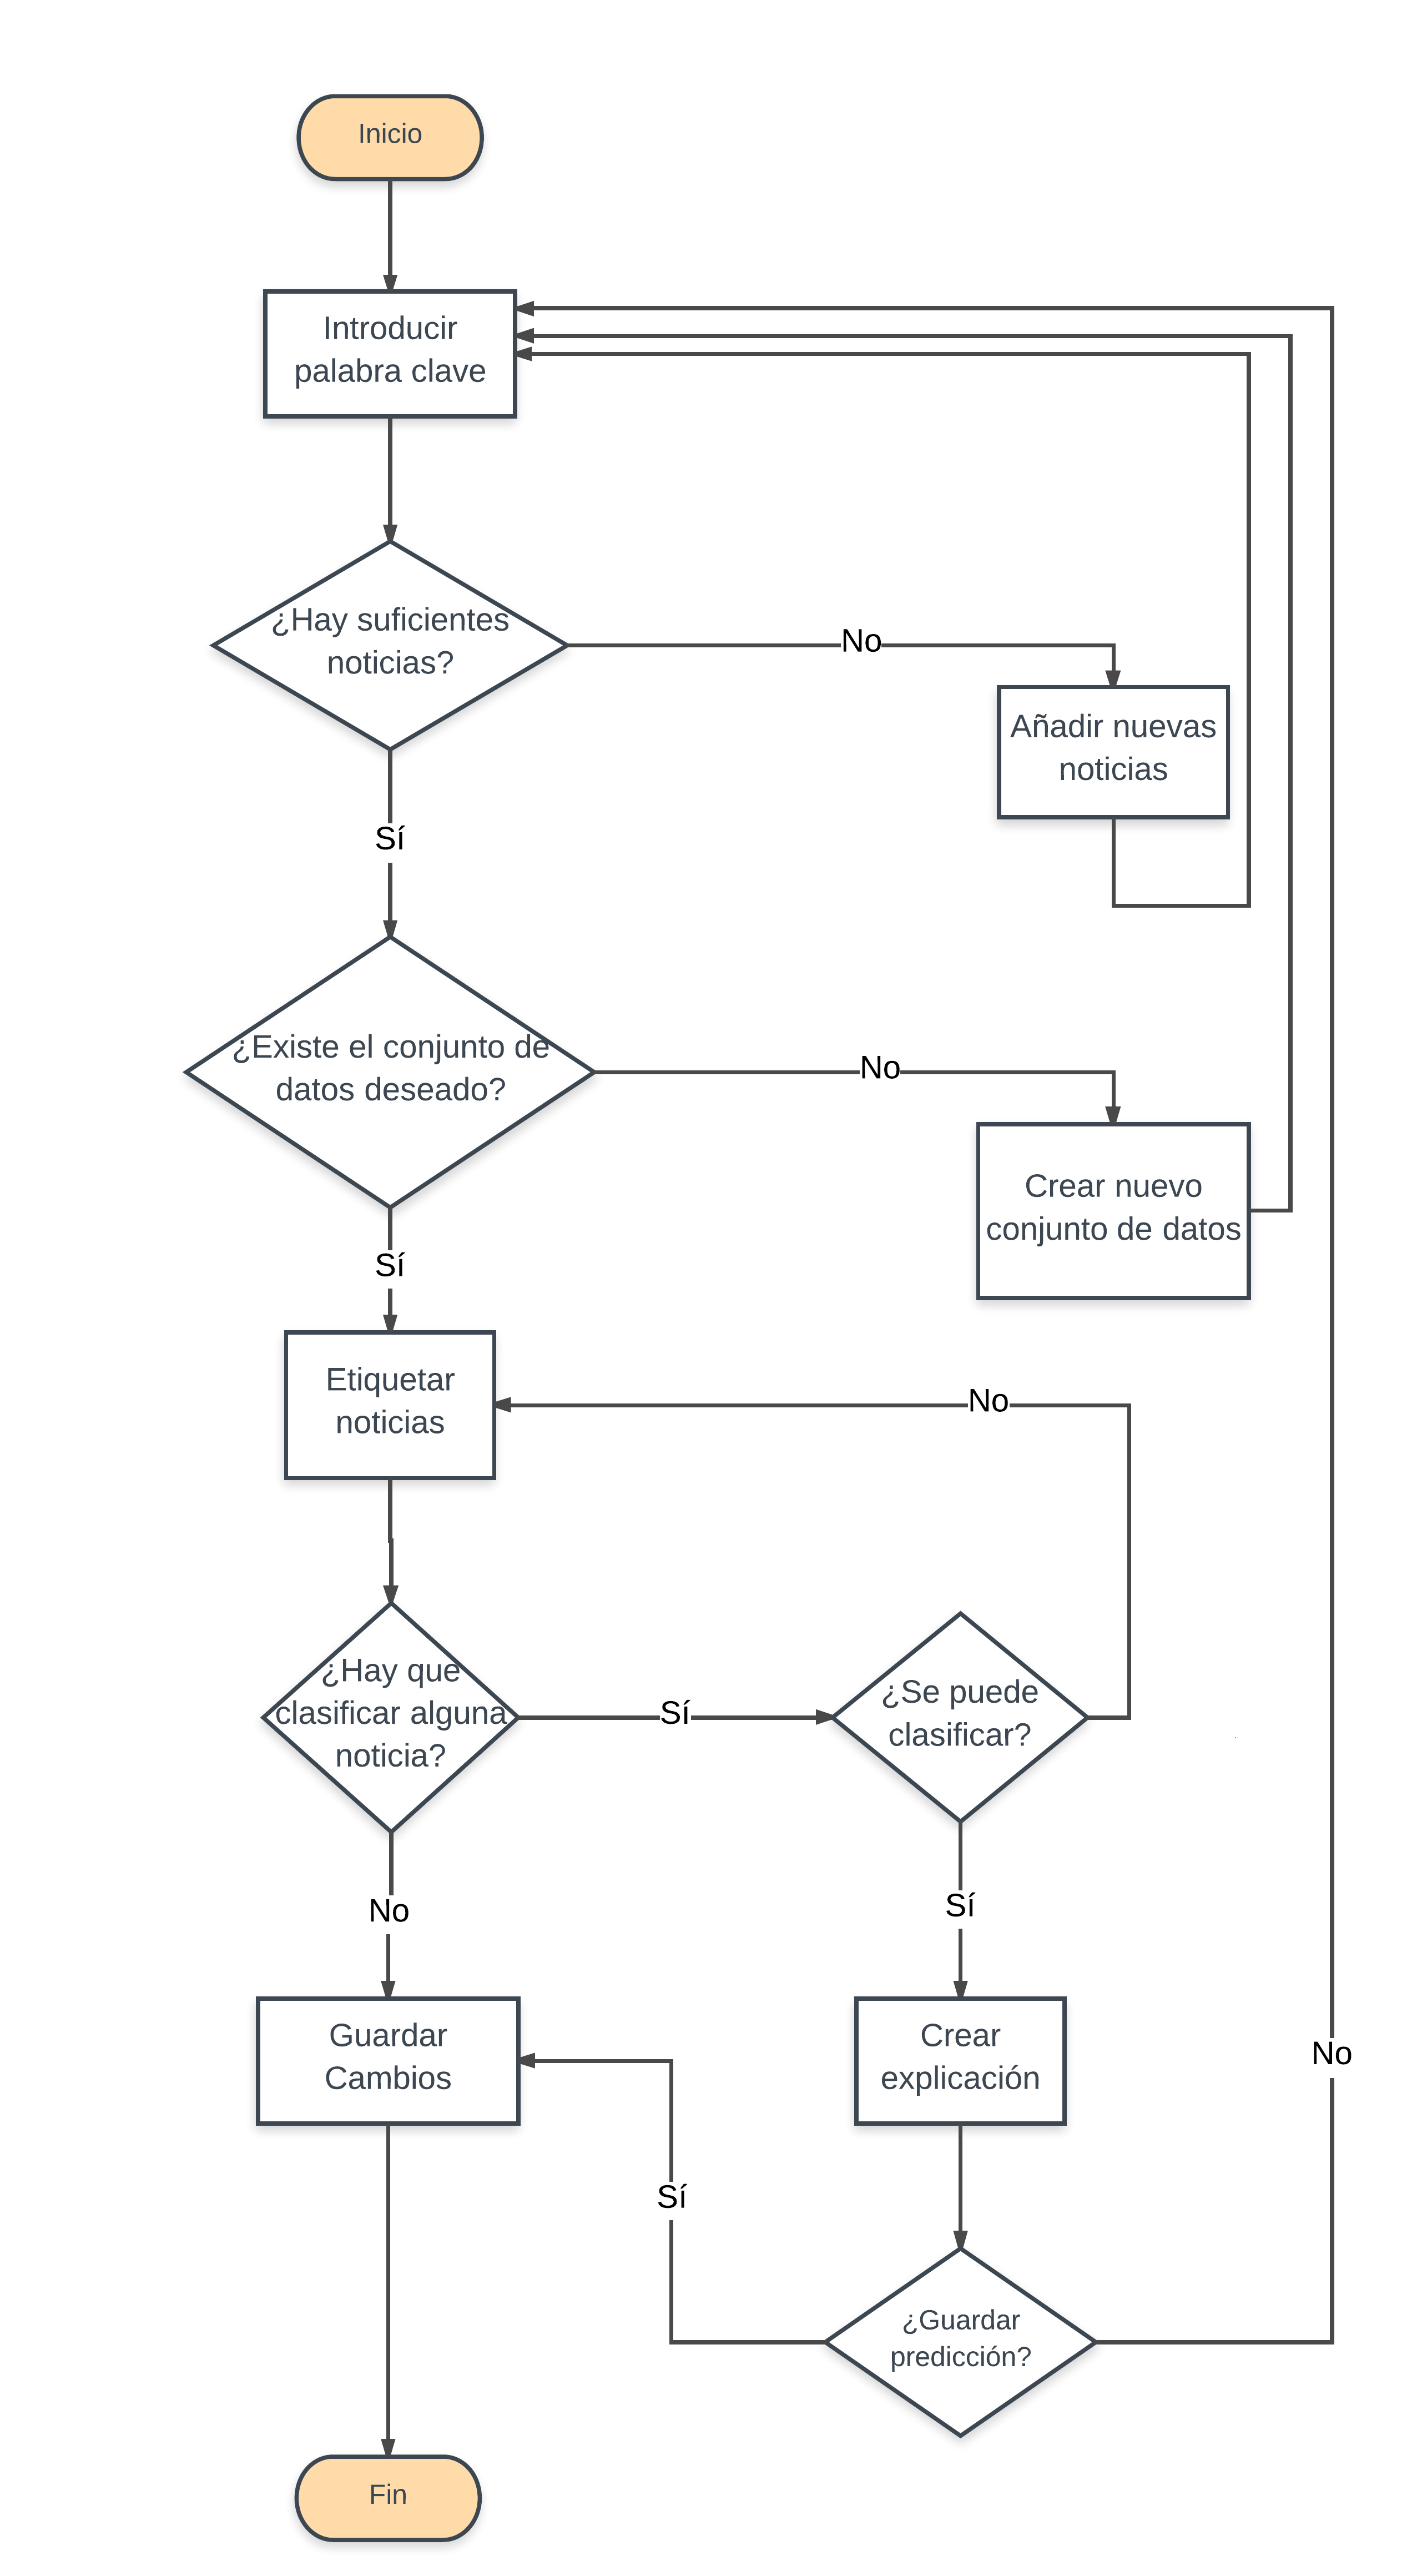 Inicio
Introducir
palabra clave
¿Hay suficientes
noticias?
No
Añadir nuevas
noticias
Sí
¿Existe el conjunto de
datos deseado?
No
Crear nuevo
conjunto de datos
Sí
Etiquetar
noticias
No
¿Hay que
clasificar alguna
noticia?
Sí
¿Se puede
clasificar?
No
Sí
Guardar
Cambios
Crear
explicación
No
Sí
¿Guardar
predicción?
Fin